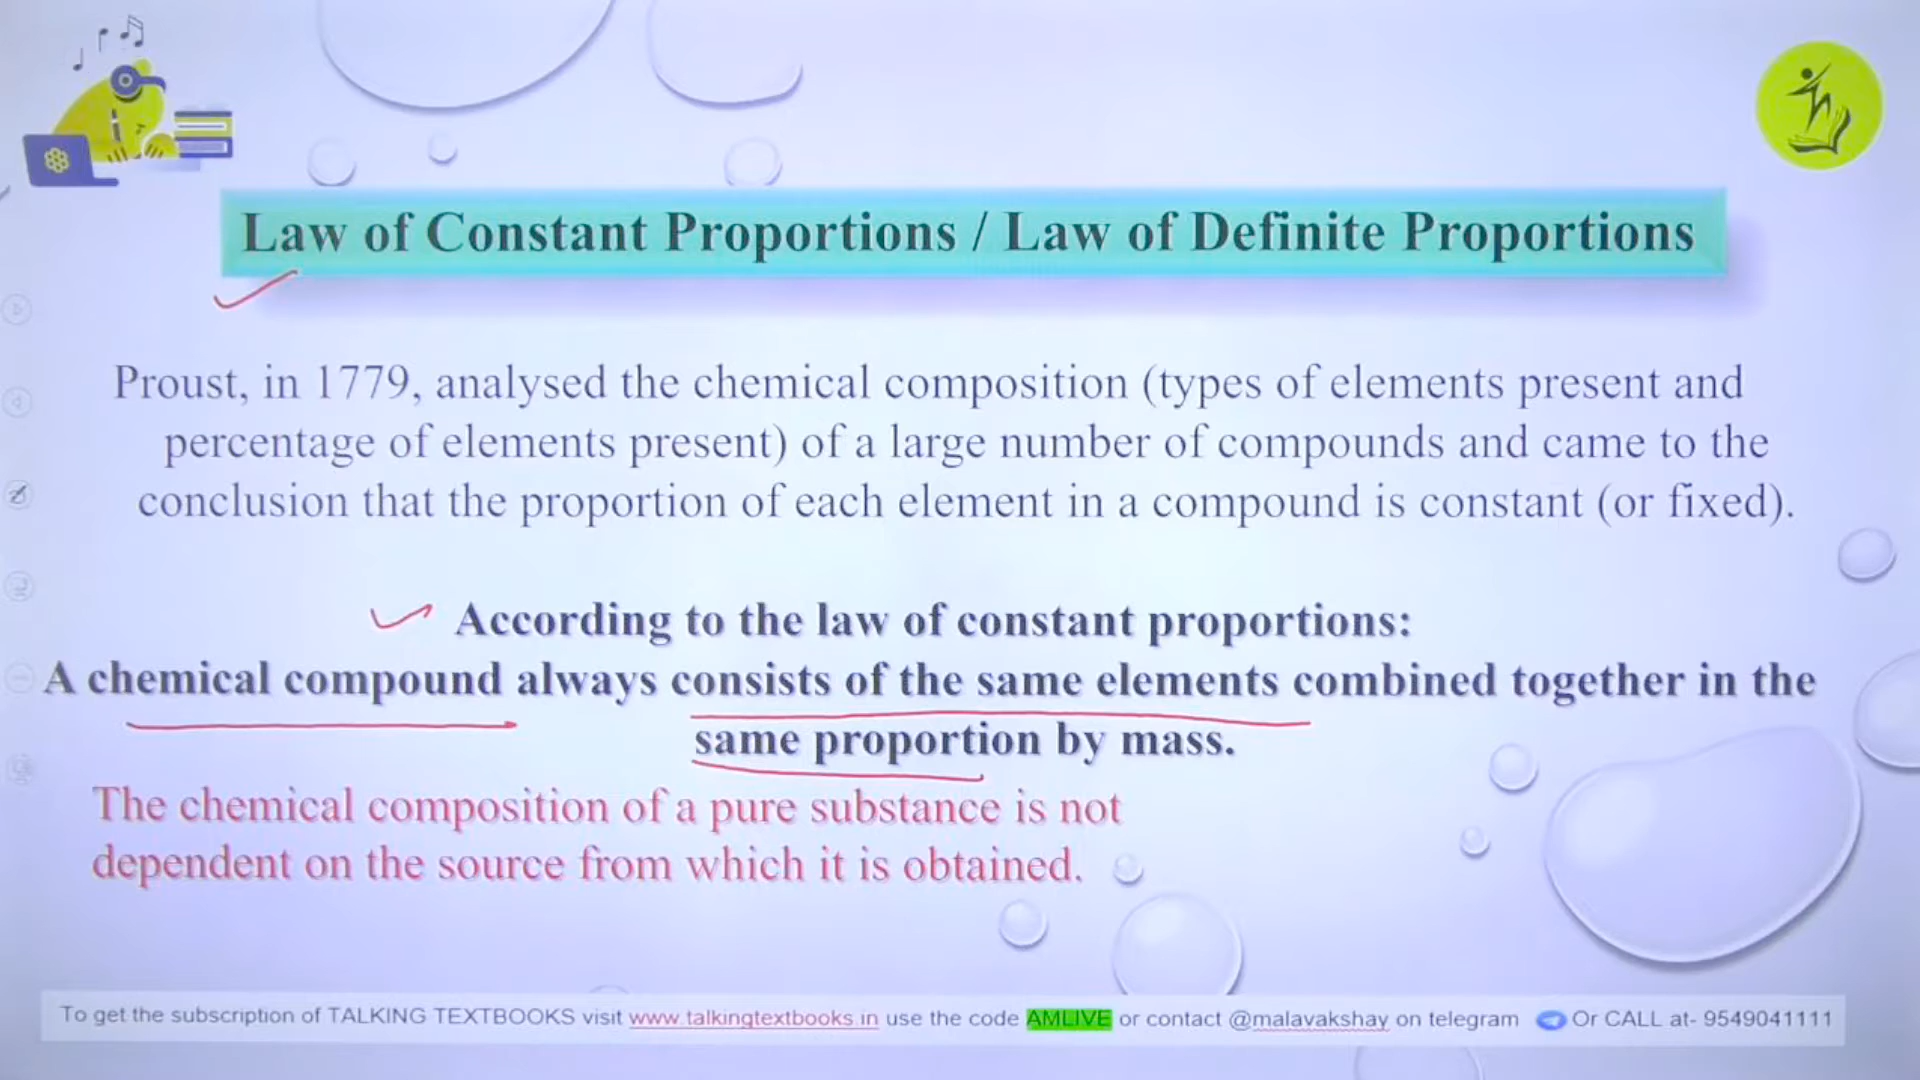 Law of Constant Proportions / Law of Definite Proportions
Proust, in 1779, analysed the chemical composition (types of elements present and
percentage of elements present) of a large number of compounds and came to the
conclusion that the proportion of each element in a compound is constant (or fixed).
According to the law of constant proportions:
A chemical compound always consists of the same elements combined together in the
same proportion by mass.
The chemical composition of a pure substance is not
dependent on the source from which it is obtained.
To get the subscription of TALKING TEXTBOOKS visit www.talkingtextbooks.in use the code AMLIVE or contact @malavakshay on telegram Or CALL at- 9549041111